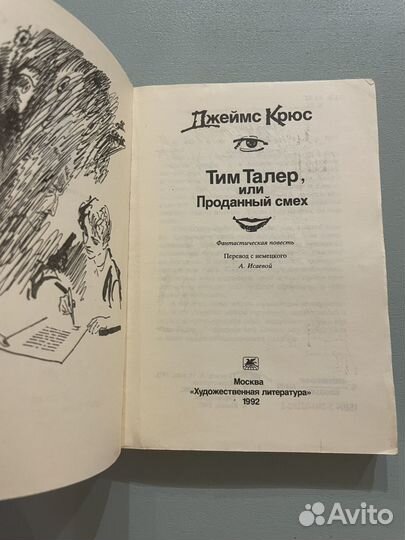 Джеймс Крюс
Тим Талер,
или
Проданный смех
Фантастическая повесть
Перевод с немецкого
А. Исаевой
Москва
«Художественная литература»
1992
Avito